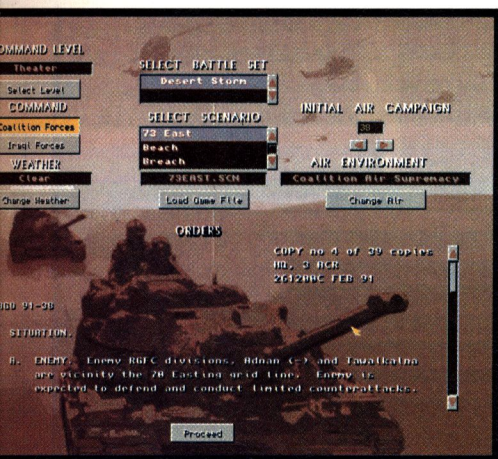 OMMAND LEVEL
Theater
Select Level
COMMAND
Coalition Forces
Iraqi Forces
WEATHER
Clear
Change Weather
SELECT BATTLE SET
Desert Storm
SELECT SCENARIO
73 East
Beach
Breach
73EAST.SCN
Load Game File
INITIAL AIR CAMPAIGN
38
AIR ENVIRONMENT
Coalition Air Supremacy
Change Air
ORDERS
COPY no 4 of 39 copies
HQ, 3 ACR
261200C FEB 91
91-38
SITUATION.
A. ENEMY. Enemy RGFC divisions, Adnan (-) and Tawalkalna
are vicinity the 70 Easting grid line. Enemy is
expected to defend and conduct limited counterattacks.
Proceed